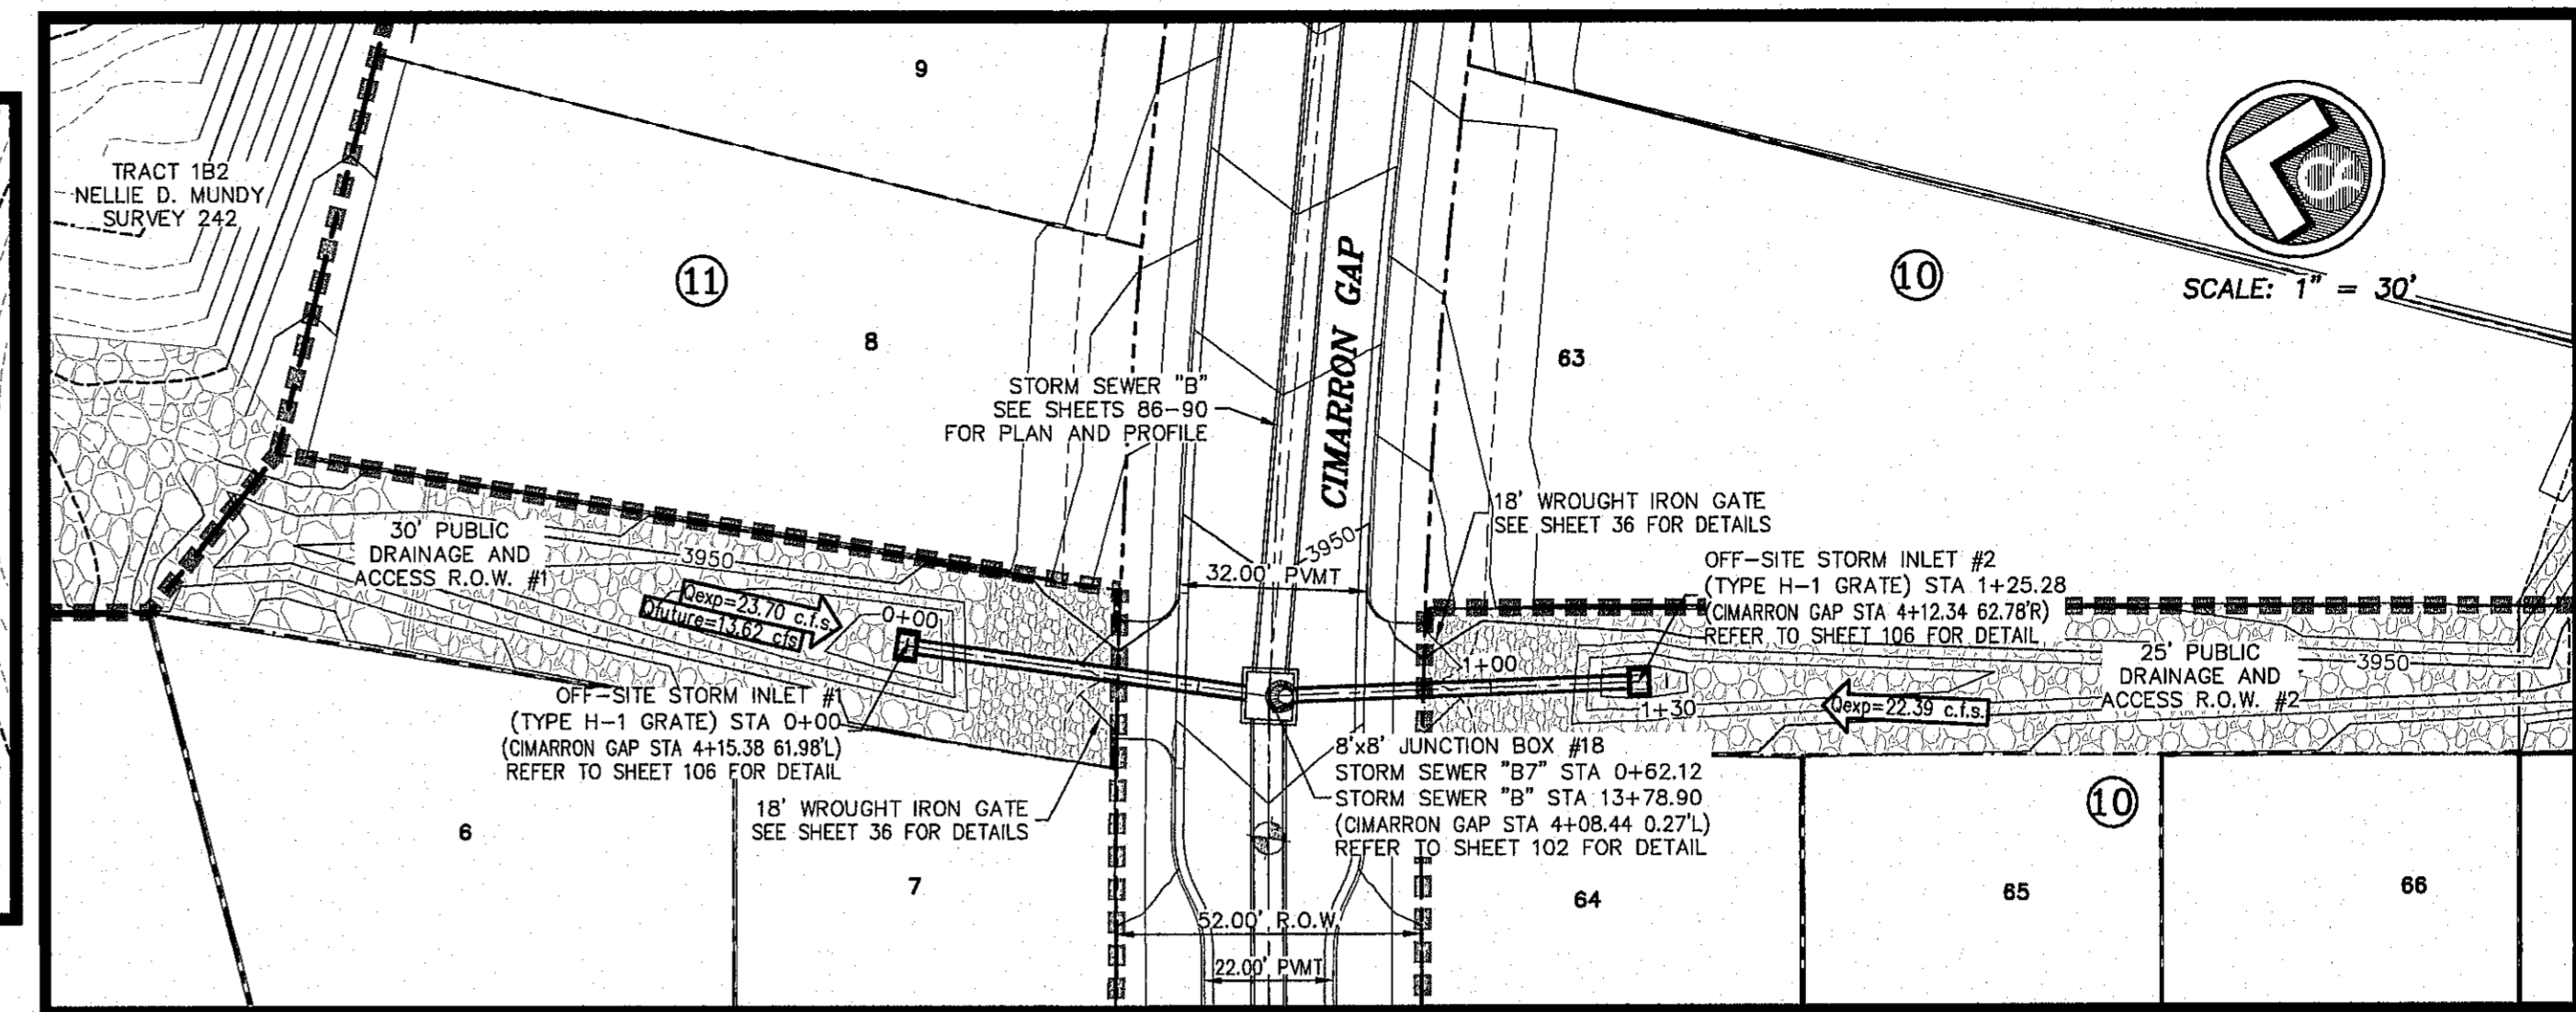 9
TRACT 1B2
NELLIE D. MUNDY
SURVEY 242
11
8
CIMARRON GAP
10
SCALE: 1" = 30'
63
STORM SEWER "B"
SEE SHEETS 86-90
FOR PLAN AND PROFILE
18' WROUGHT IRON GATE
SEE SHEET 36 FOR DETAILS
30' PUBLIC
DRAINAGE AND
ACCESS R.O.W. #1
3950
3950
32.00' PVMT
OFF-SITE STORM INLET #2
(TYPE H-1 GRATE) STA 1+25.28
(CIMARRON GAP STA 4+12.34 62.78'R)
REFER TO SHEET 106 FOR DETAIL
Qexp=23.70 c.f.s.
Qfuture=13.62 cfs
0+00
1+00
1+30
25' PUBLIC
DRAINAGE AND
ACCESS R.O.W. #2
3950
Qexp=22.39 c.f.s.
OFF-SITE STORM INLET #1
(TYPE H-1 GRATE) STA 0+00
(CIMARRON GAP STA 4+15.38 61.98'L)
REFER TO SHEET 106 FOR DETAIL
8'x8' JUNCTION BOX #18
STORM SEWER "B7" STA 0+62.12
STORM SEWER "B" STA 13+78.90
(CIMARRON GAP STA 4+08.44 0.27'L)
REFER TO SHEET 102 FOR DETAIL
18' WROUGHT IRON GATE
SEE SHEET 36 FOR DETAILS
10
6
7
64
65
66
52.00' R.O.W
22.00' PVMT